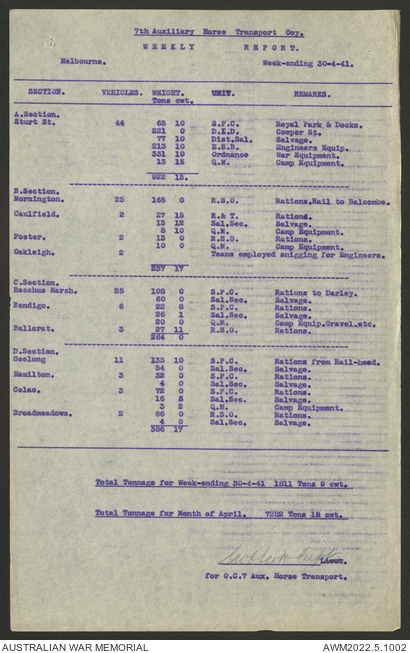 7th Auxiliary Horse Transport Coy.
WEEKLY REPORT.
Melbourne. Week-ending 30-4-41.
SECTION. VEHICLES. WEIGHT. UNIT. REMARKS.
Tons cwt.
A.Section.
Sturt St. 44 65 10 S.P.C. Royal Park & Docks.
221 0 D.K.D. Cowper St.
77 10 Dist.Sal. Salvage.
213 10 E.S.B. Engineers Equip.
331 10 Ordnance War Equipment.
13 15 Q.M. Camp Equipment.
922 15.
B.Section.
Mornington. 25 165 0 R.S.O. Rations,Mail to Balcombe.
Caulfield. 2 27 15 R.& T. Rations.
13 12 Sal.Sec. Salvage.
8 10 Q.M. Camp Equipment.
Foster. 2 13 0 R.S.O. Rations.
10 0 Q.M. Camp Equipment.
Oakleigh. 2 Teams employed snigging for Engineers.
237 17
C.Section.
Bacchus Marsh. 25 108 0 S.P.C. Rations to Darley.
60 0 Sal.Sec. Salvage.
Bendigo. 6 22 8 S.P.C. Rations.
26 1 Sal.Sec. Salvage.
20 0 Q.M. Camp Equip.Gravel.etc.
Ballarat. 3 27 11 R.S.O. Rations.
264 0
D.Section.
Geelong 11 135 10 S.P.C. Rations from Rail-head.
54 0 Sal.Sec. Salvage.
Hamilton. 3 32 0 S.P.C. Rations.
4 0 Sal.Sec. Salvage.
Colac. 3 72 0 S.P.C. Rations.
16 5 Sal.Sec. Salvage.
3 2 Q.M. Camp Equipment.
Broadmeadows. 2 66 0 R.S.O. Rations.
4 0 Sal.Sec. Salvage.
386 17
Total Tonnage for Week-ending 30-4-41 1811 Tons 9 cwt.
Total Tonnage for Month of April. 7282 Tons 18 cwt.
Lieut.
for O.C.7 Aux. Horse Transport.
AUSTRALIAN WAR MEMORIAL AWM2022.5.1002